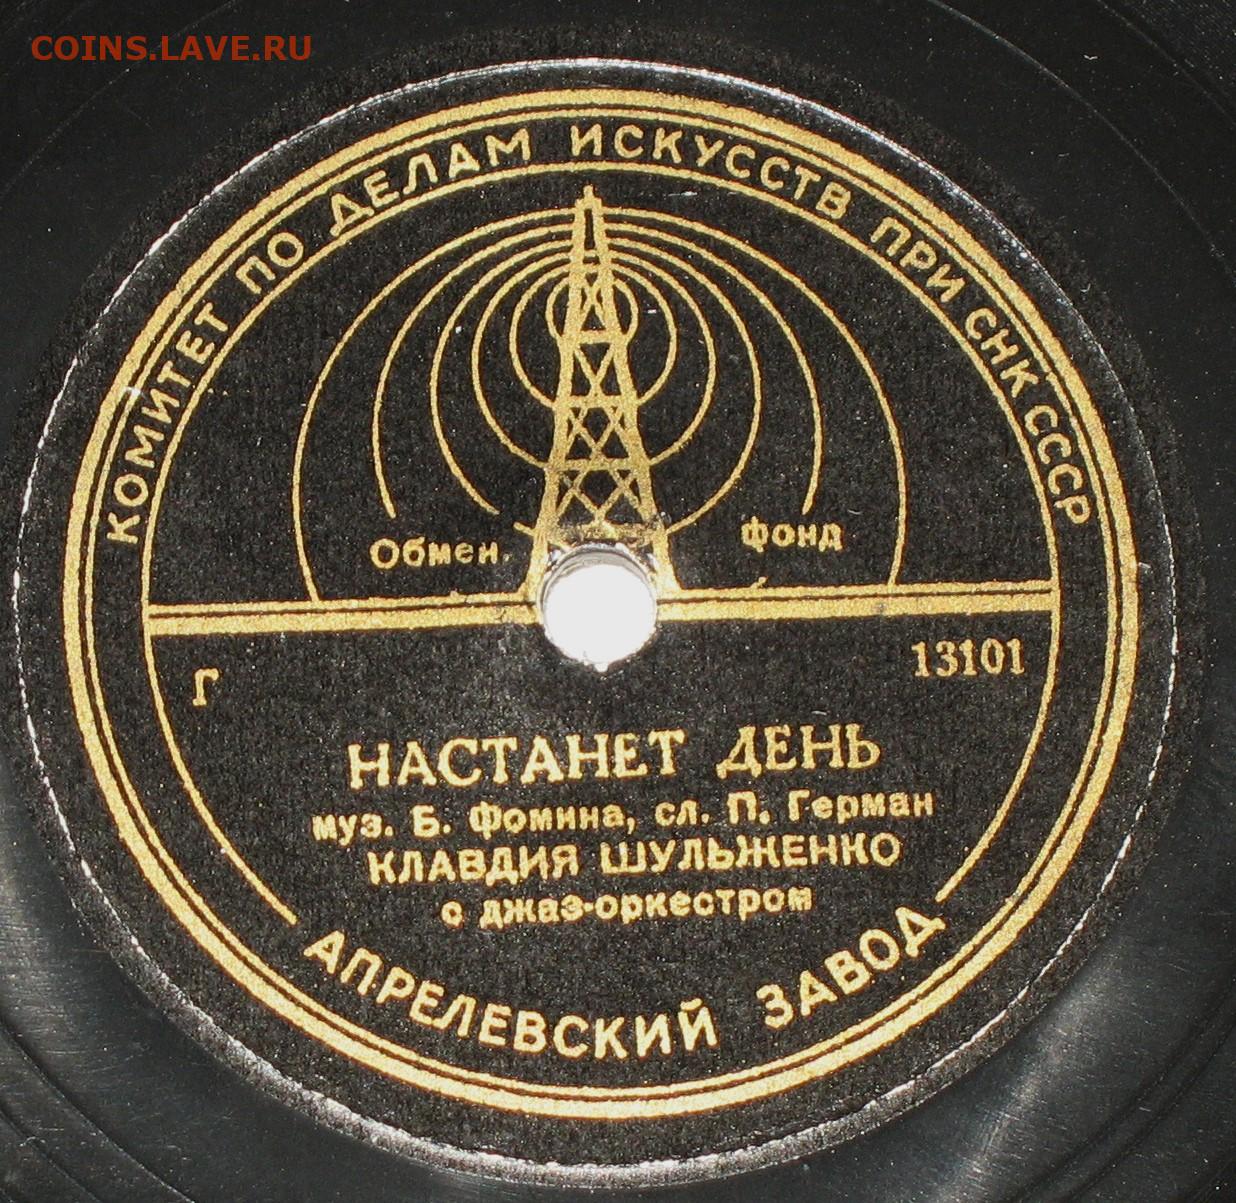 COINS.LAVE.RU
КОМИТЕТ ПО ДЕЛАМ ИСКУССТВ ПРИ СНК СССР
Обмен. фонд
Г 13101
НАСТАНЕТ ДЕНЬ
муз. Б. Фомина, сл. П. Герман
КЛАВДИЯ ШУЛЬЖЕНКО
с джаз-оркестром
АПРЕЛЕВСКИЙ ЗАВОД